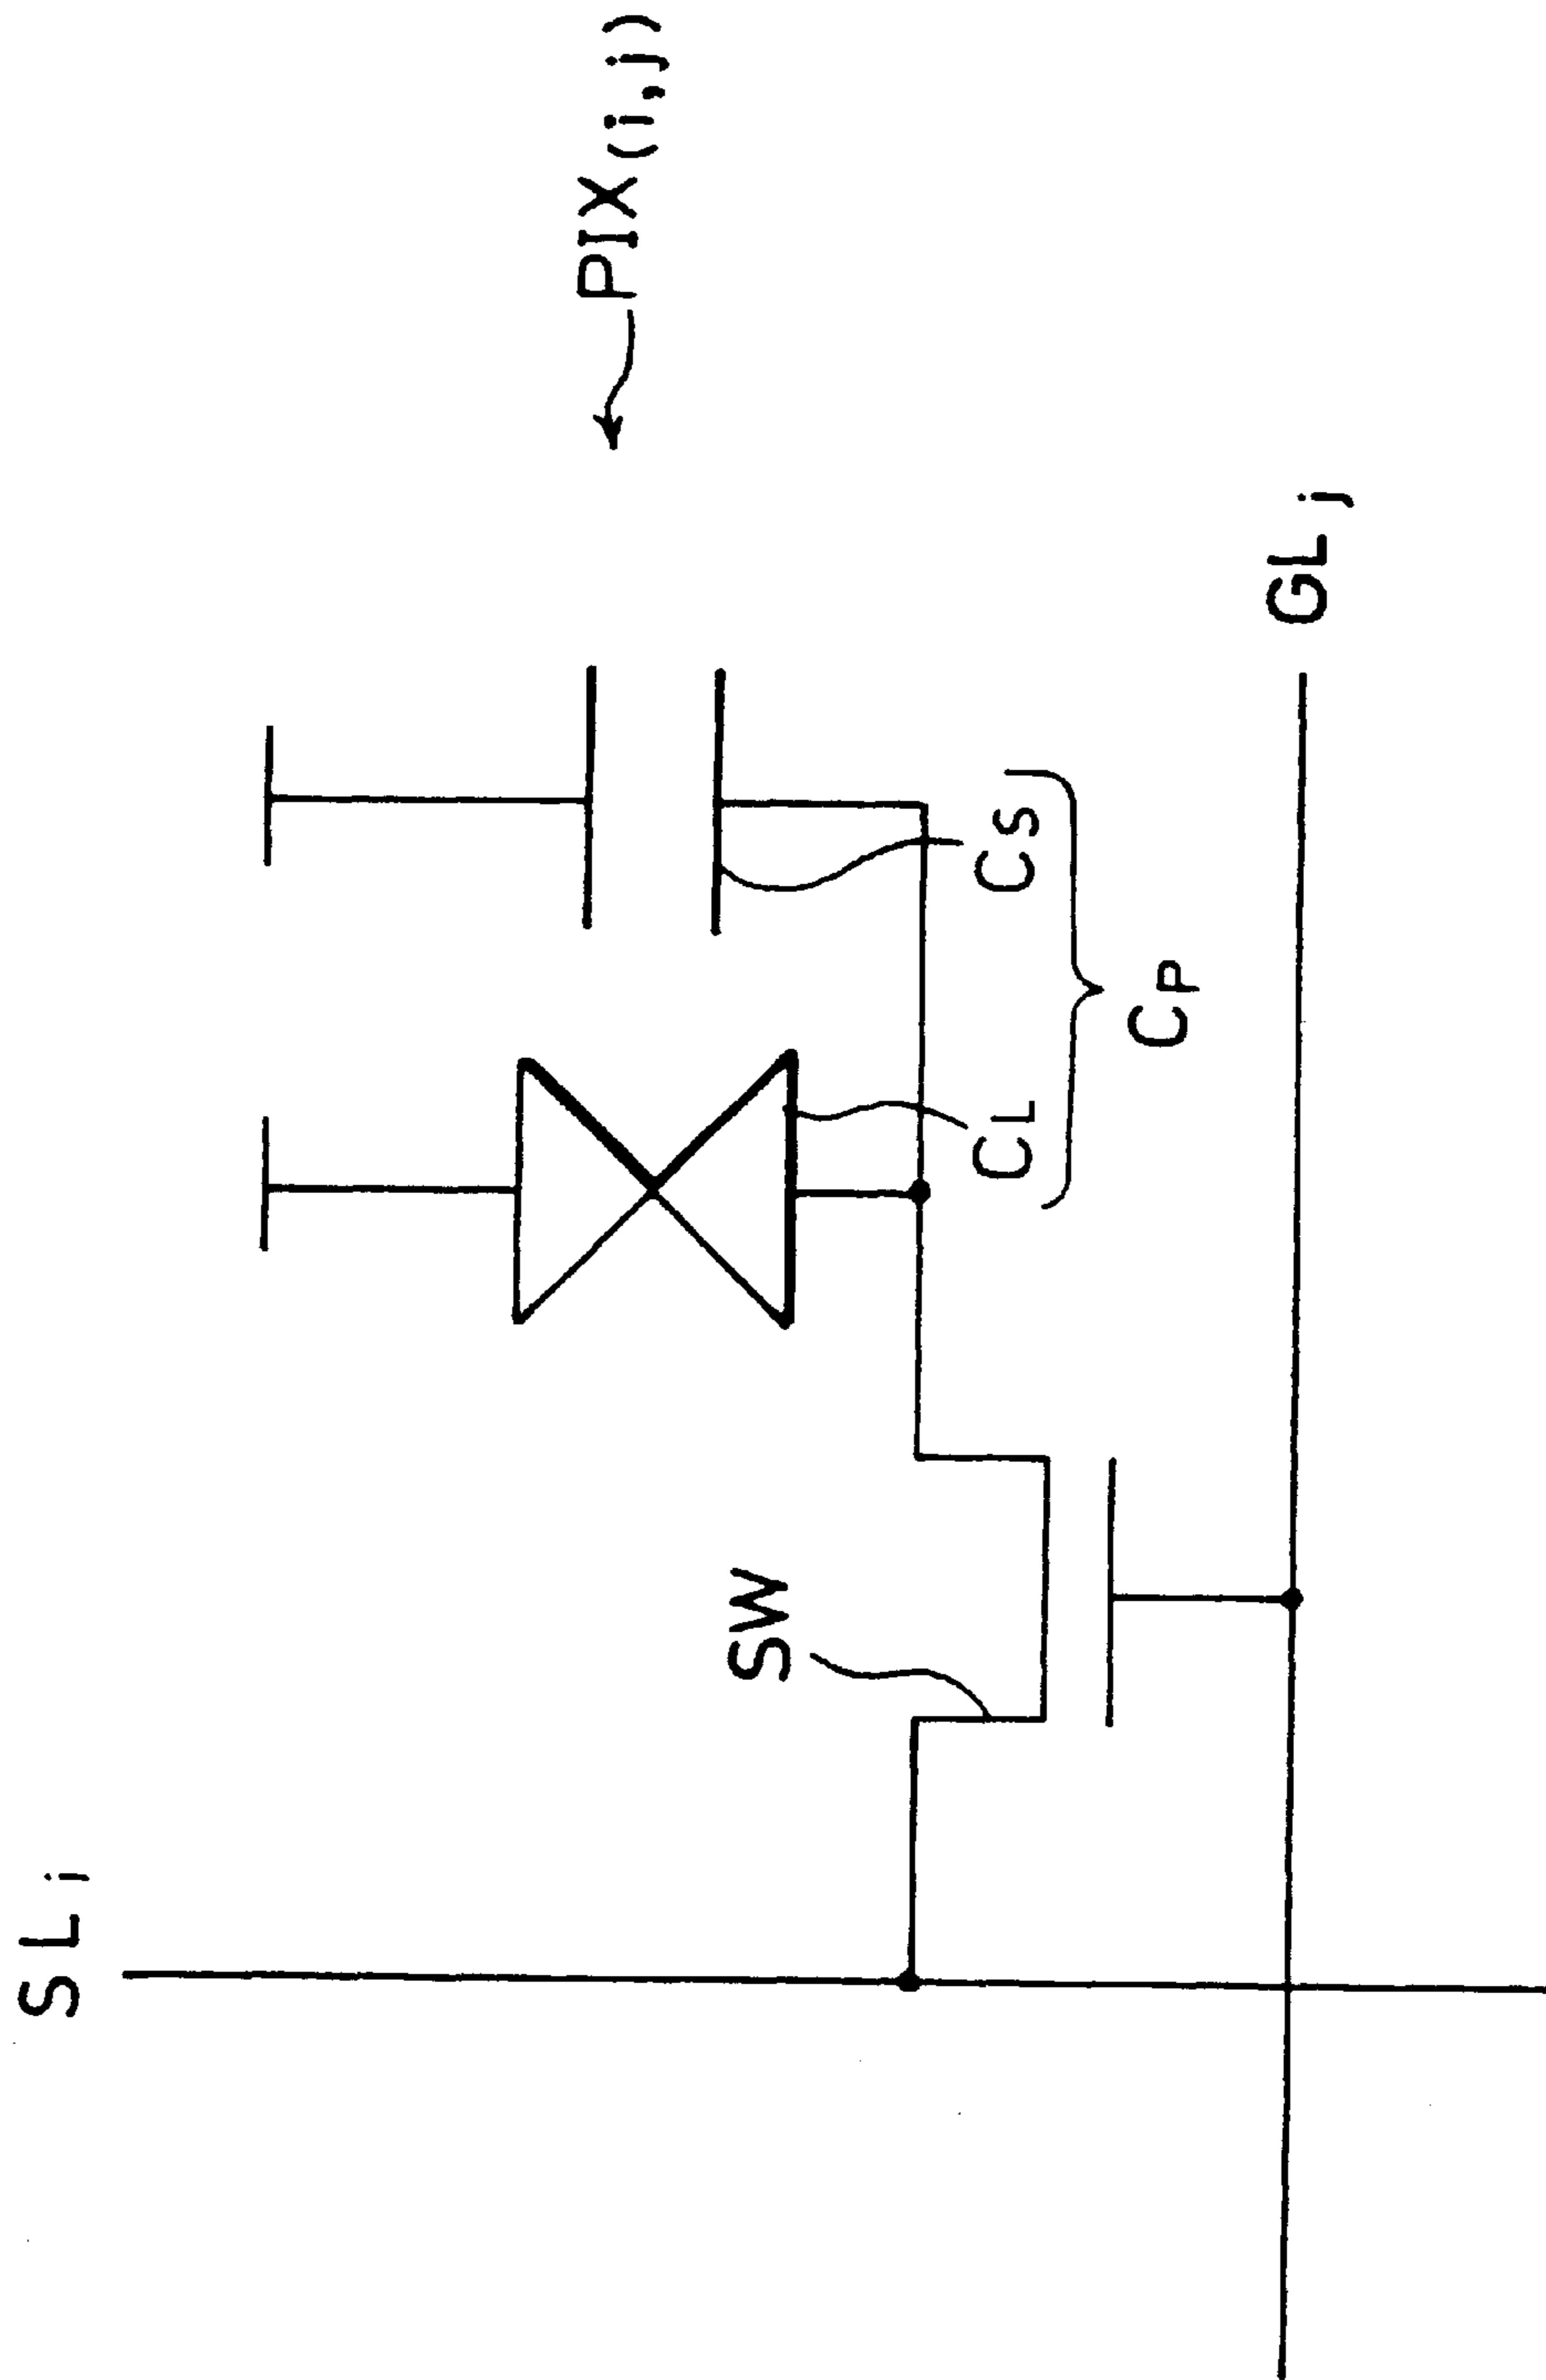 SLi
PIX(i,j)
SW
CL CS
CP
GLj